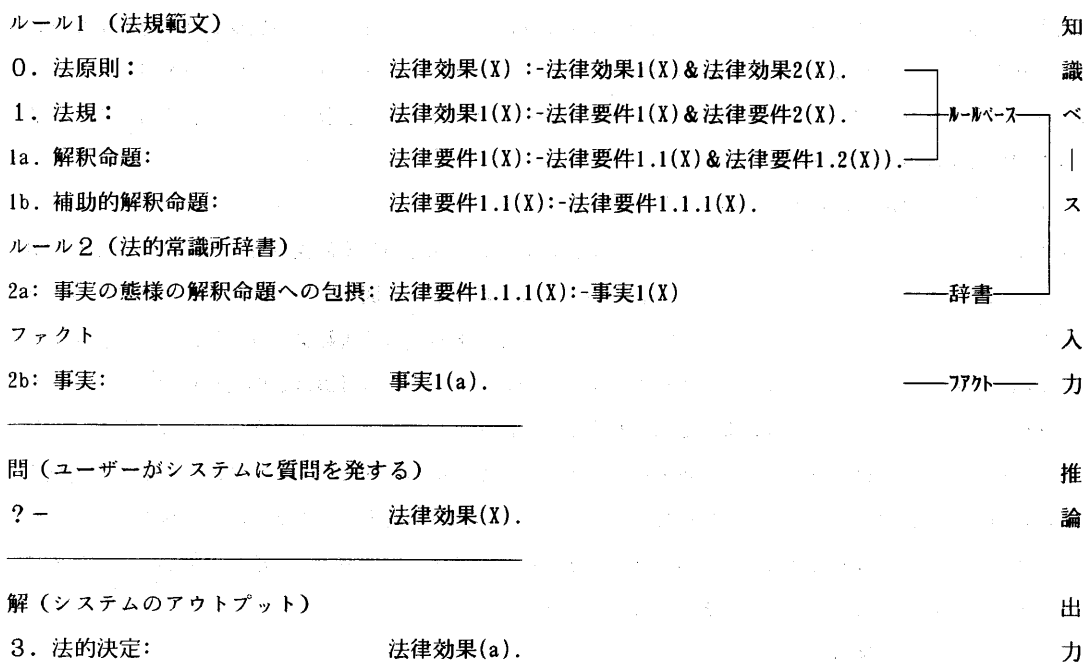 ルール1 (法規範文) 知
0. 法原則: 法律効果(X) :-法律効果1(X)&法律効果2(X). 識
1. 法規: 法律効果1(X):-法律要件1(X)&法律要件2(X). ルールベース ベ
1a. 解釈命題: 法律要件1(X):-法律要件1.1(X)&法律要件1.2(X)). ー
1b. 補助的解釈命題: 法律要件1.1(X):-法律要件1.1.1(X). ス
ルール2 (法的常識所辞書)
2a: 事実の態様の解釈命題への包摂: 法律要件1.1.1(X):-事実1(X) 辞書
ファクト 入
2b: 事実: 事実1(a). フアクト 力
問 (ユーザーがシステムに質問を発する) 推
?- 法律効果(X). 論
解 (システムのアウトプット) 出
3. 法的決定: 法律効果(a). 力